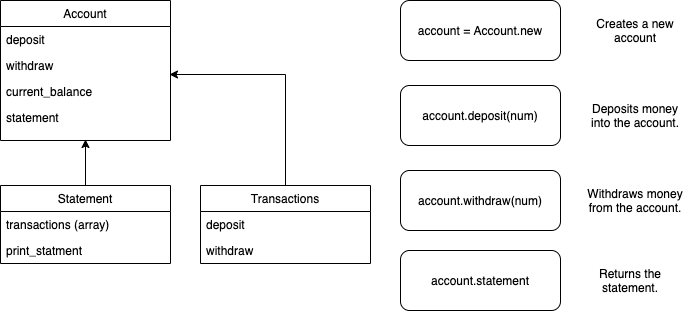 Account
deposit
withdraw
current_balance
statement
Statement
transactions (array)
print_statment
Transactions
deposit
withdraw
account = Account.new
Creates a new
account
account.deposit(num)
Deposits money
into the account.
account.withdraw(num)
Withdraws money
from the account.
account.statement
Returns the
statement.